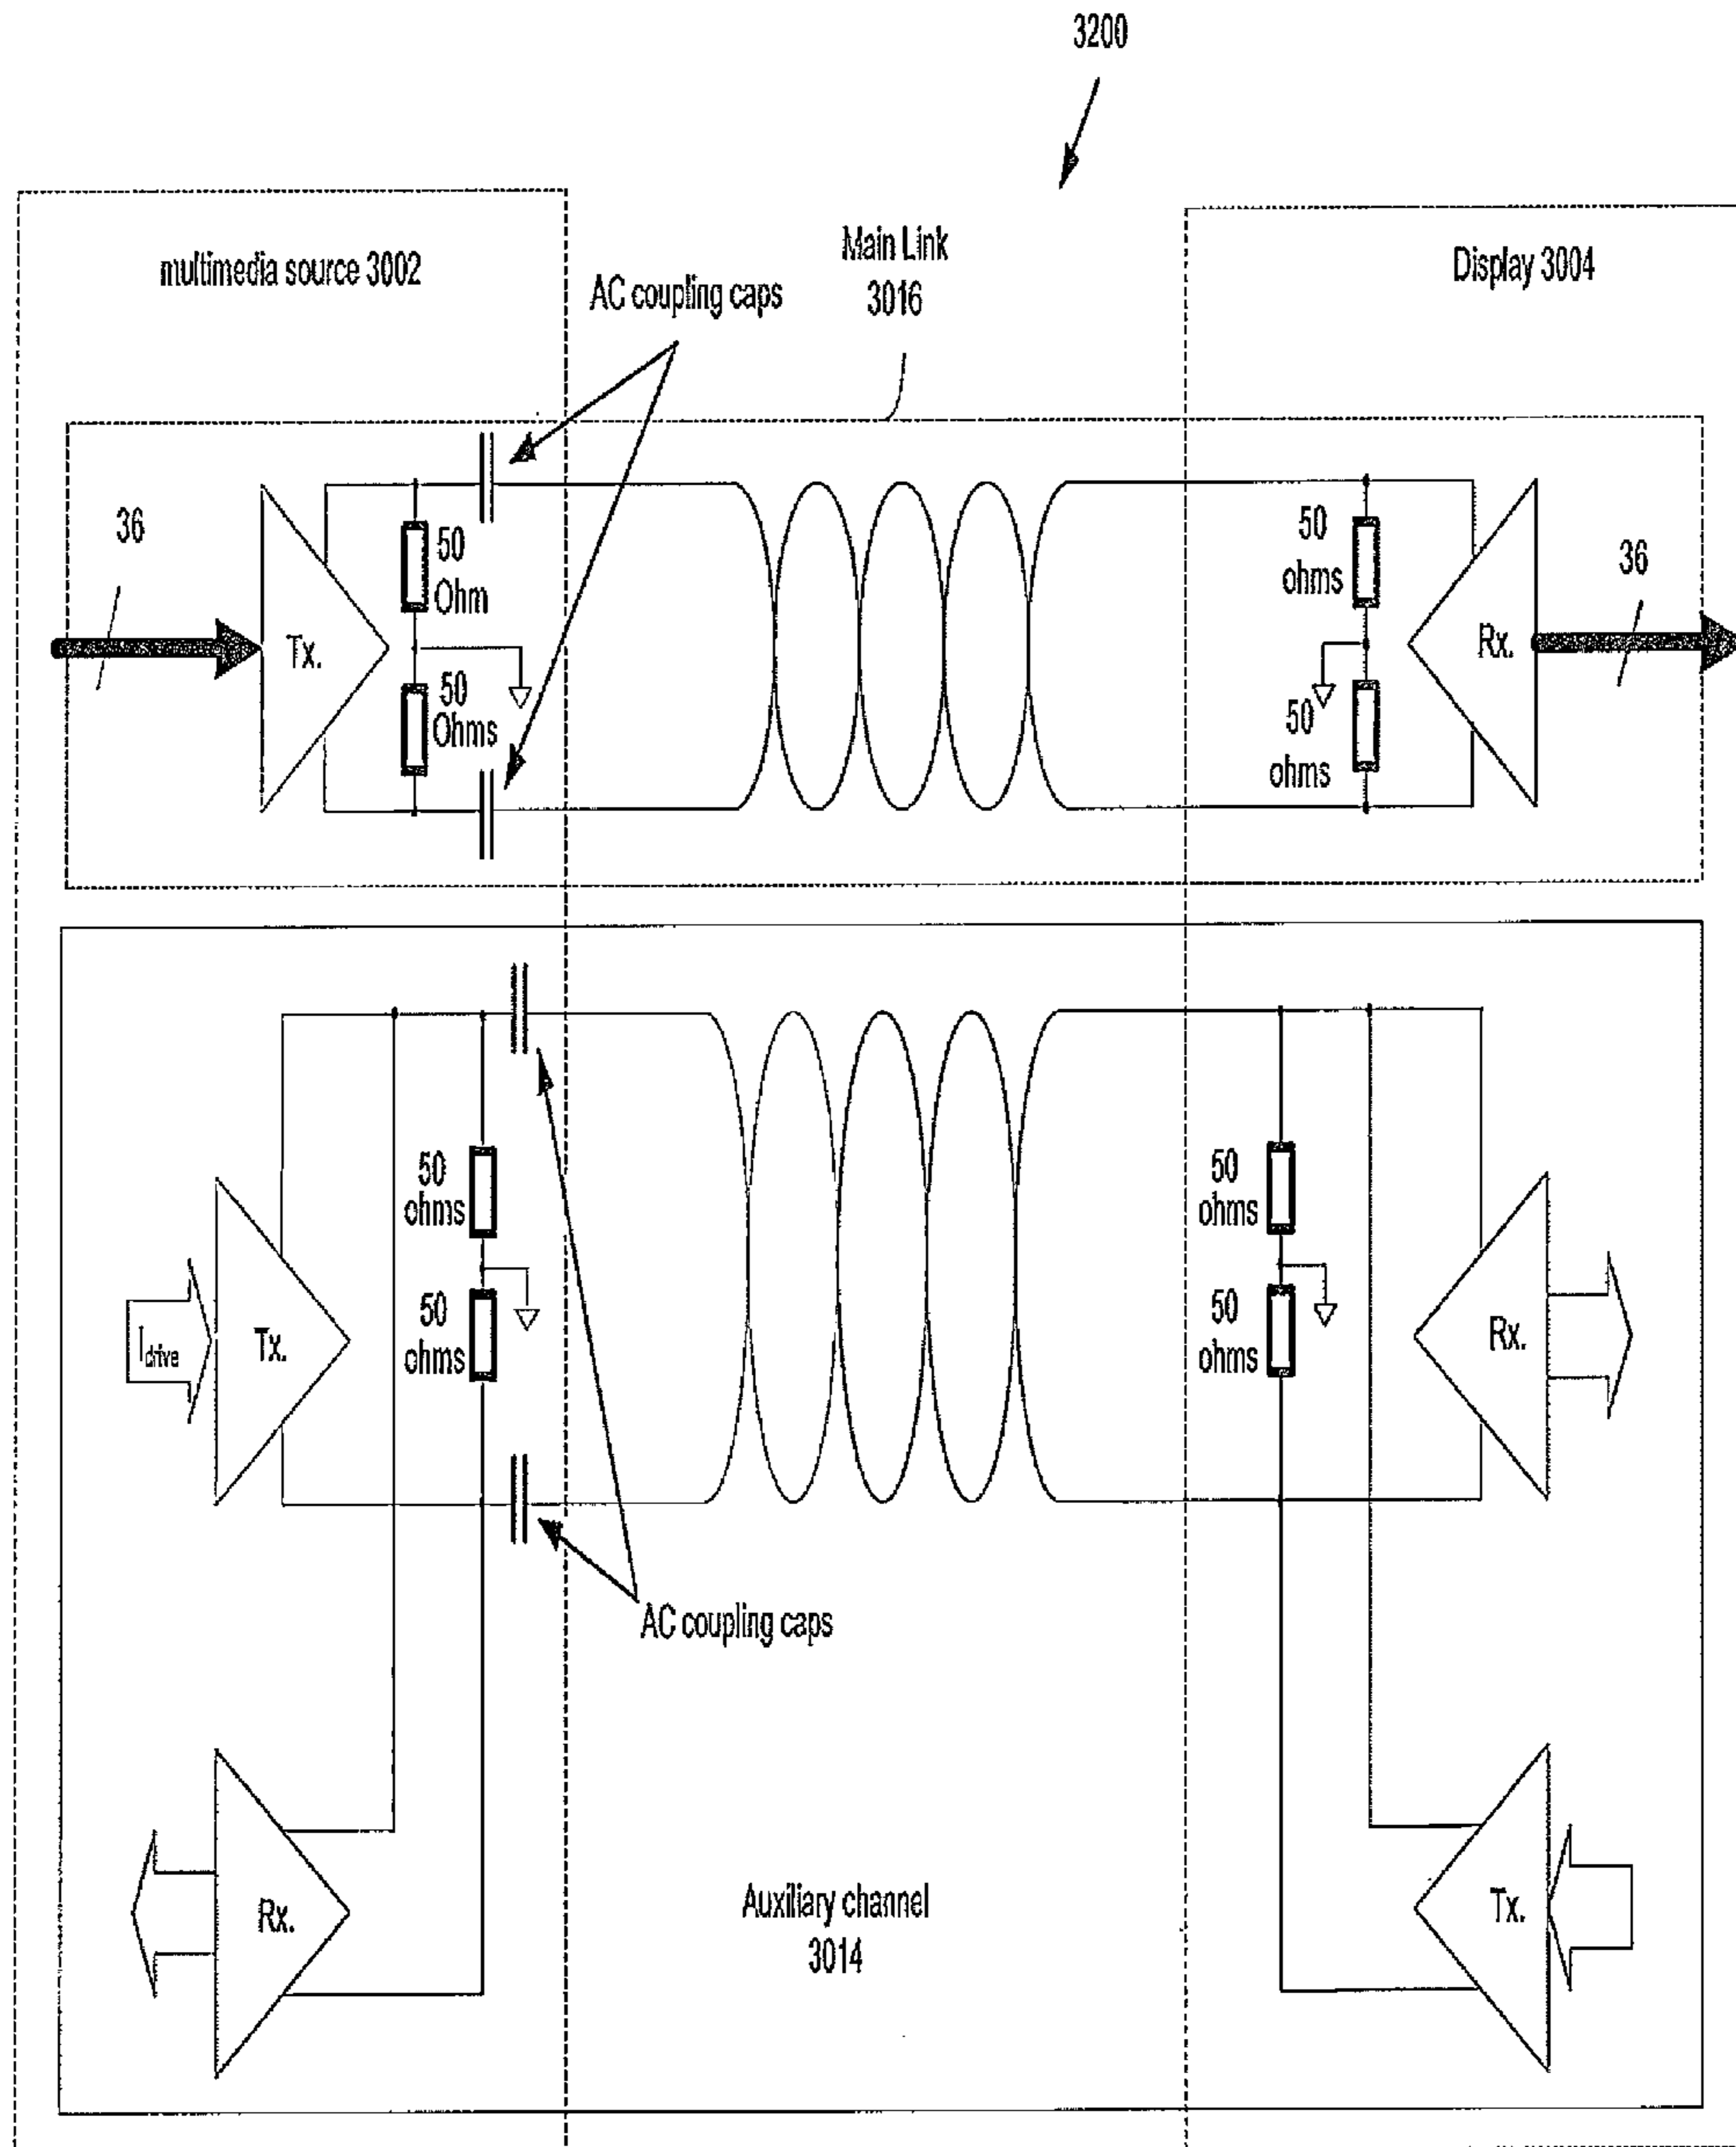 3200
multimedia source 3002
Main Link
3016
Display 3004
AC coupling caps
36
Tx.
50
Ohm
50
Ohms
50
ohms
50
ohms
Rx.
36
50
ohms
50
ohms
50
ohms
50
ohms
Idrive
Tx.
Rx.
AC coupling caps
Rx.
Auxiliary channel
3014
Tx.